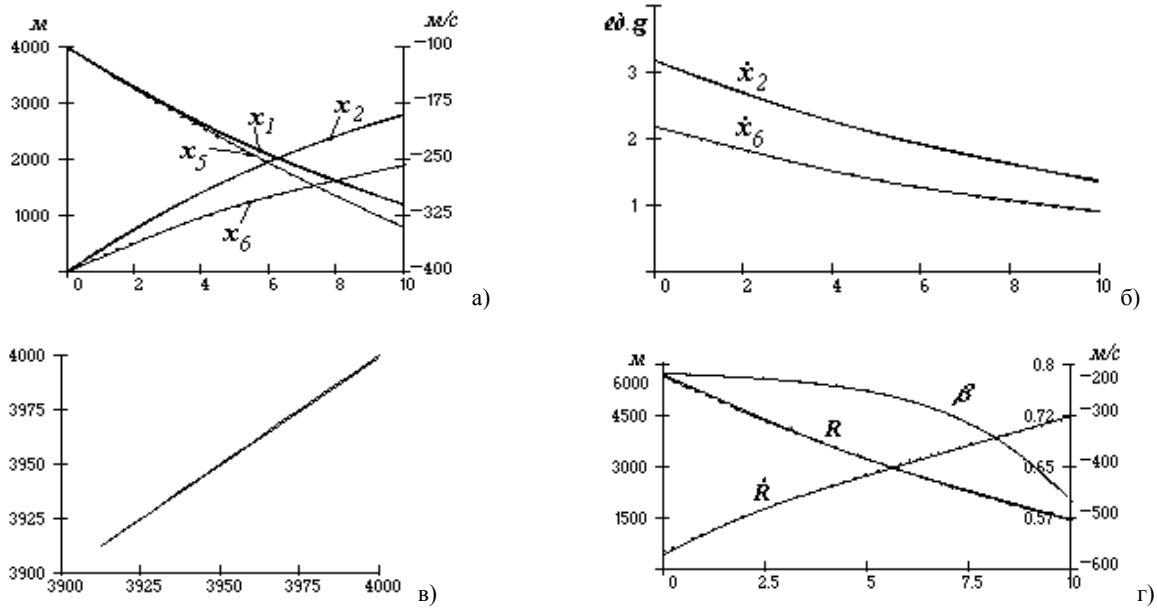 м м/с
4000 −100
3000 −175
2000 −250
1000 −325
−400
x₁ x₂
x₅
x₆
0 2 4 6 8 10
а)
ед. g
3
2
1
ẋ₂
ẋ₆
0 2 4 6 8 10
б)
4000
3975
3950
3925
3900
3900 3925 3950 3975 4000
в)
м м/с
6000 0.8 −200
4500 0.72 −300
3000 0.65 −400
1500 0.57 −500
−600
β
R
Ṙ
0 2.5 5 7.5 10
г)